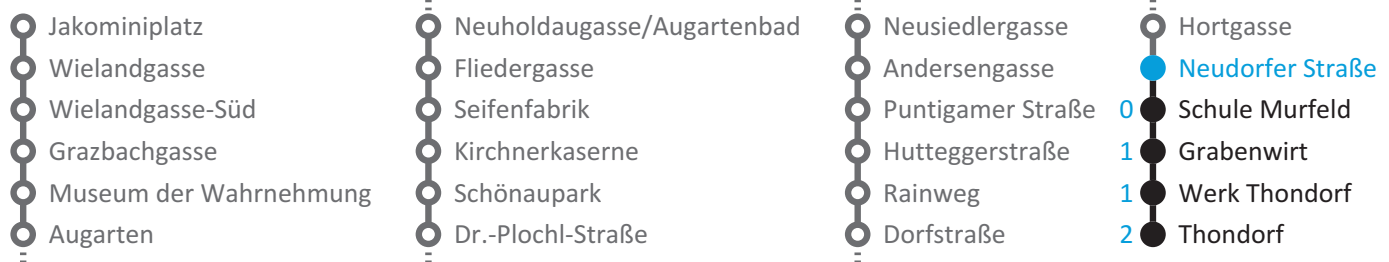 Jakominiplatz
Wielandgasse
Wielandgasse-Süd
Grazbachgasse
Museum der Wahrnehmung
Augarten
Neuholdaugasse/Augartenbad
Fliedergasse
Seifenfabrik
Kirchnerkaserne
Schönaupark
Dr.-Plochl-Straße
Neusiedlergasse
Andersengasse
Puntigamer Straße
Hutteggerstraße
Rainweg
Dorfstraße
Hortgasse
Neudorfer Straße
0 Schule Murfeld
1 Grabenwirt
1 Werk Thondorf
2 Thondorf